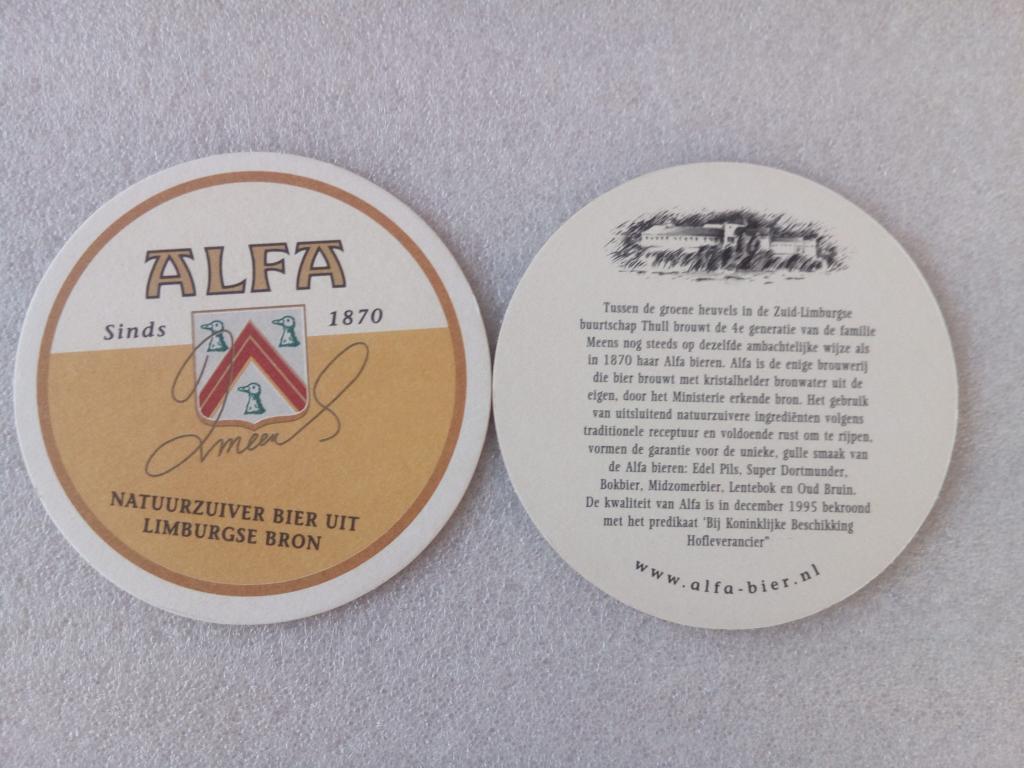 ALFA
Sinds 1870
Jmeens
NATUURZUIVER BIER UIT
LIMBURGSE BRON
Tussen de groene heuvels in de Zuid-Limburgse
buurtschap Thull brouwt de 4e generatie van de familie
Meens nog steeds op dezelfde ambachtelijke wijze als
in 1870 haar Alfa bieren. Alfa is de enige brouwerij
die bier brouwt met kristalhelder bronwater uit de
eigen, door het Ministerie erkende bron. Het gebruik
van uitsluitend natuurzuivere ingrediënten volgens
traditionele receptuur en voldoende rust om te rijpen,
vormen de garantie voor de unieke, gulle smaak van
de Alfa bieren: Edel Pils, Super Dortmunder,
Bokbier, Midzomerbier, Lentebok en Oud Bruin.
De kwaliteit van Alfa is in december 1995 bekroond
met het predikaat 'Bij Koninklijke Beschikking
Hofleverancier"
www.alfa-bier.nl